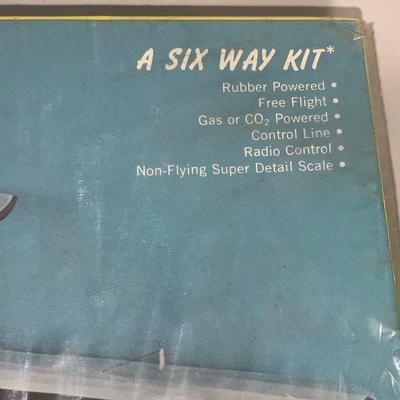 A SIX WAY KIT*
Rubber Powered •
Free Flight •
Gas or CO₂ Powered •
Control Line •
Radio Control •
Non-Flying Super Detail Scale •